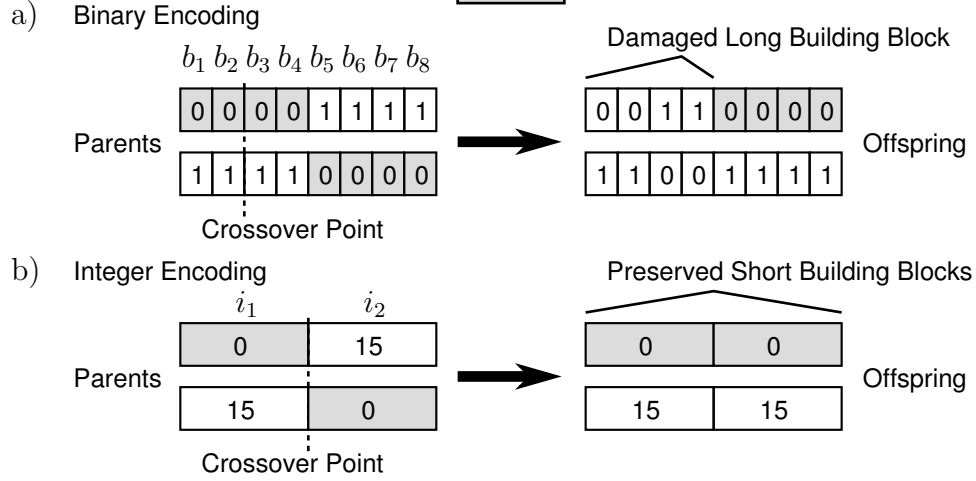 a) Binary Encoding
Damaged Long Building Block
b1 b2 b3 b4 b5 b6 b7 b8
0 0 0 0 1 1 1 1
0 0 1 1 0 0 0 0
Parents
Offspring
1 1 1 1 0 0 0 0
1 1 0 0 1 1 1 1
Crossover Point
b) Integer Encoding
Preserved Short Building Blocks
i1 i2
0 15
0 0
Parents
Offspring
15 0
15 15
Crossover Point